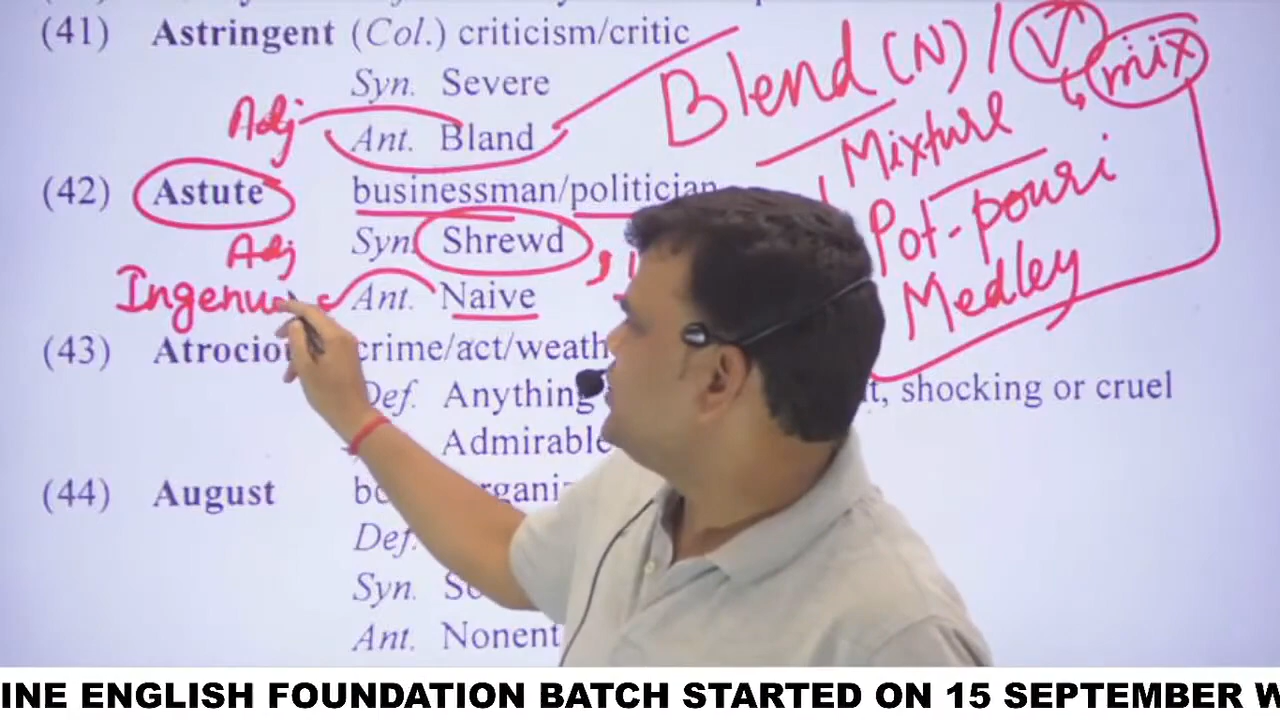 (41) Astringent (Col.) criticism/critic
Syn. Severe
Adj
Ant. Bland
Blend (N) / V
mix
Mixture
Pot-pouri
Medley
(42) Astute businessman/politician
Adj
Syn. Shrewd
Ant. Naive
(43) crime/act/weath
Def. Anything t, shocking or cruel
Admirable
(44) August
Def.
Syn.
Ant. Nonent
INE ENGLISH FOUNDATION BATCH STARTED ON 15 SEPTEMBER W